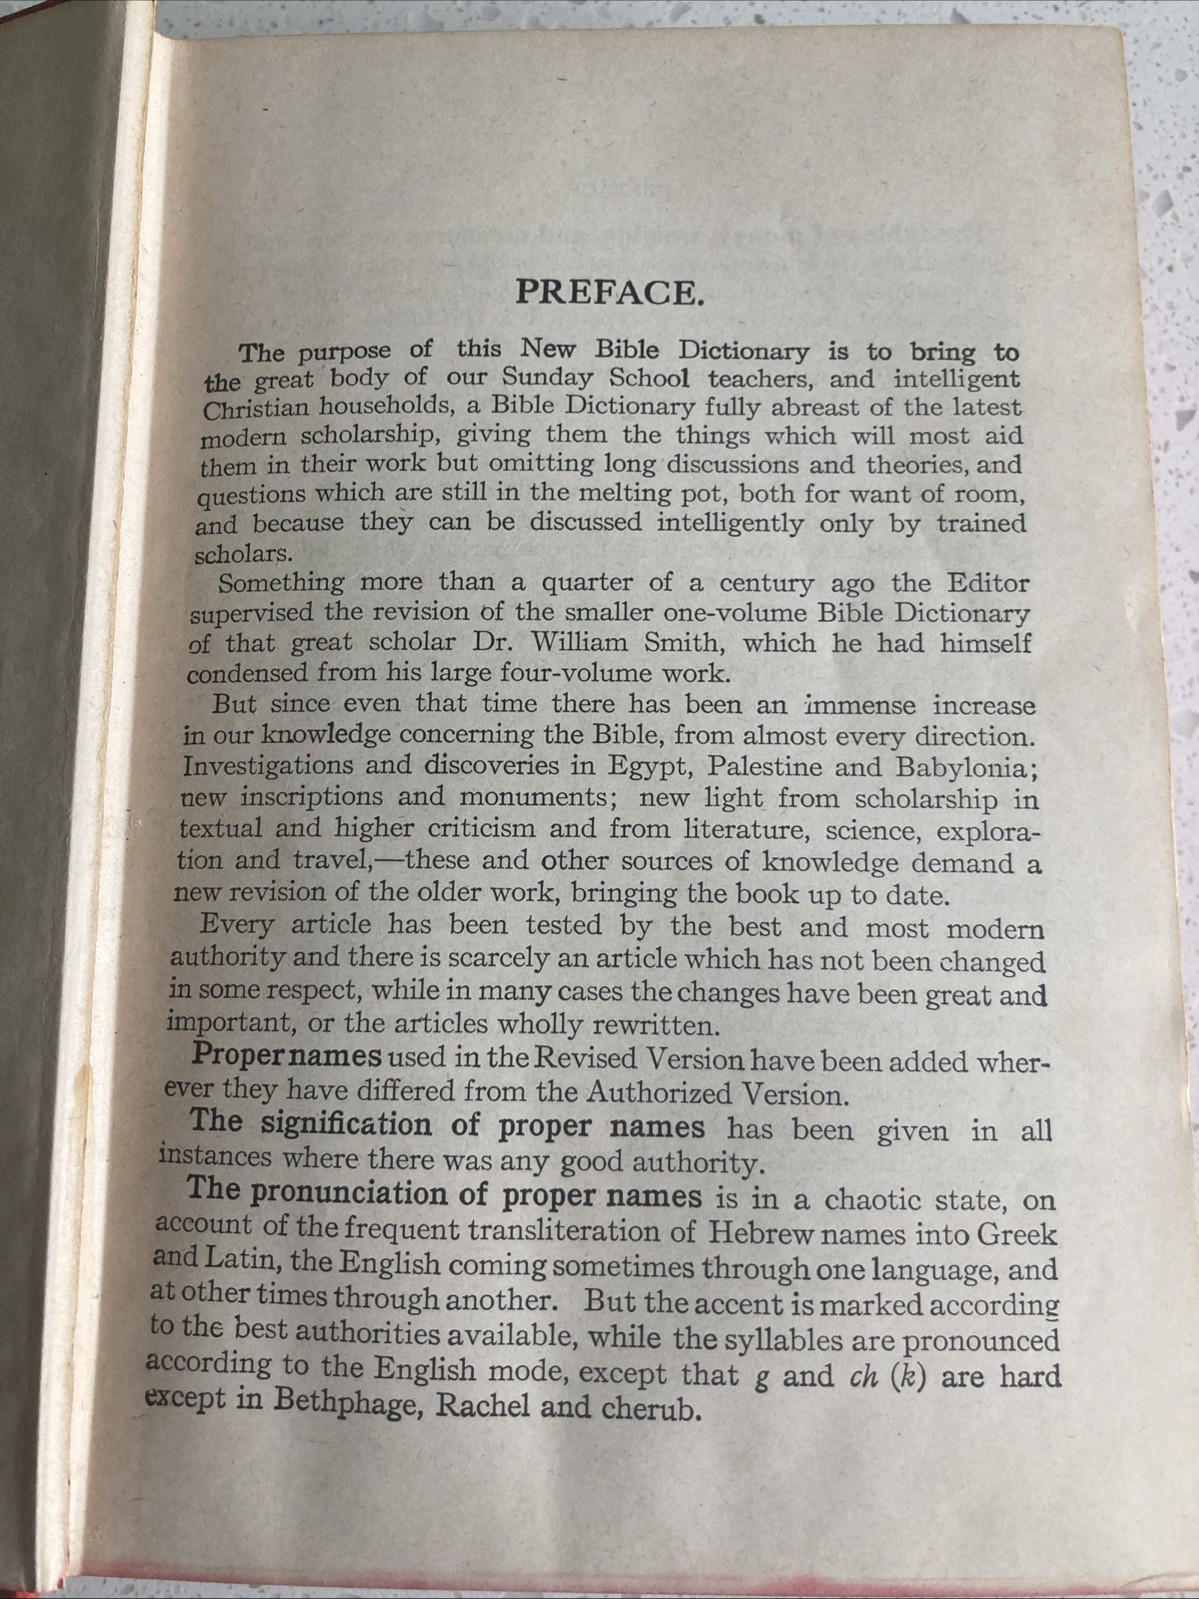 PREFACE.
The purpose of this New Bible Dictionary is to bring to
the great body of our Sunday School teachers, and intelligent
Christian households, a Bible Dictionary fully abreast of the latest
modern scholarship, giving them the things which will most aid
them in their work but omitting long discussions and theories, and
questions which are still in the melting pot, both for want of room,
and because they can be discussed intelligently only by trained
scholars.
Something more than a quarter of a century ago the Editor
supervised the revision of the smaller one-volume Bible Dictionary
of that great scholar Dr. William Smith, which he had himself
condensed from his large four-volume work.
But since even that time there has been an immense increase
in our knowledge concerning the Bible, from almost every direction.
Investigations and discoveries in Egypt, Palestine and Babylonia;
new inscriptions and monuments; new light from scholarship in
textual and higher criticism and from literature, science, explora-
tion and travel,—these and other sources of knowledge demand a
new revision of the older work, bringing the book up to date.
Every article has been tested by the best and most modern
authority and there is scarcely an article which has not been changed
in some respect, while in many cases the changes have been great and
important, or the articles wholly rewritten.
Proper names used in the Revised Version have been added wher-
ever they have differed from the Authorized Version.
The signification of proper names has been given in all
instances where there was any good authority.
The pronunciation of proper names is in a chaotic state, on
account of the frequent transliteration of Hebrew names into Greek
and Latin, the English coming sometimes through one language, and
at other times through another. But the accent is marked according
to the best authorities available, while the syllables are pronounced
according to the English mode, except that g and ch (k) are hard
except in Bethphage, Rachel and cherub.